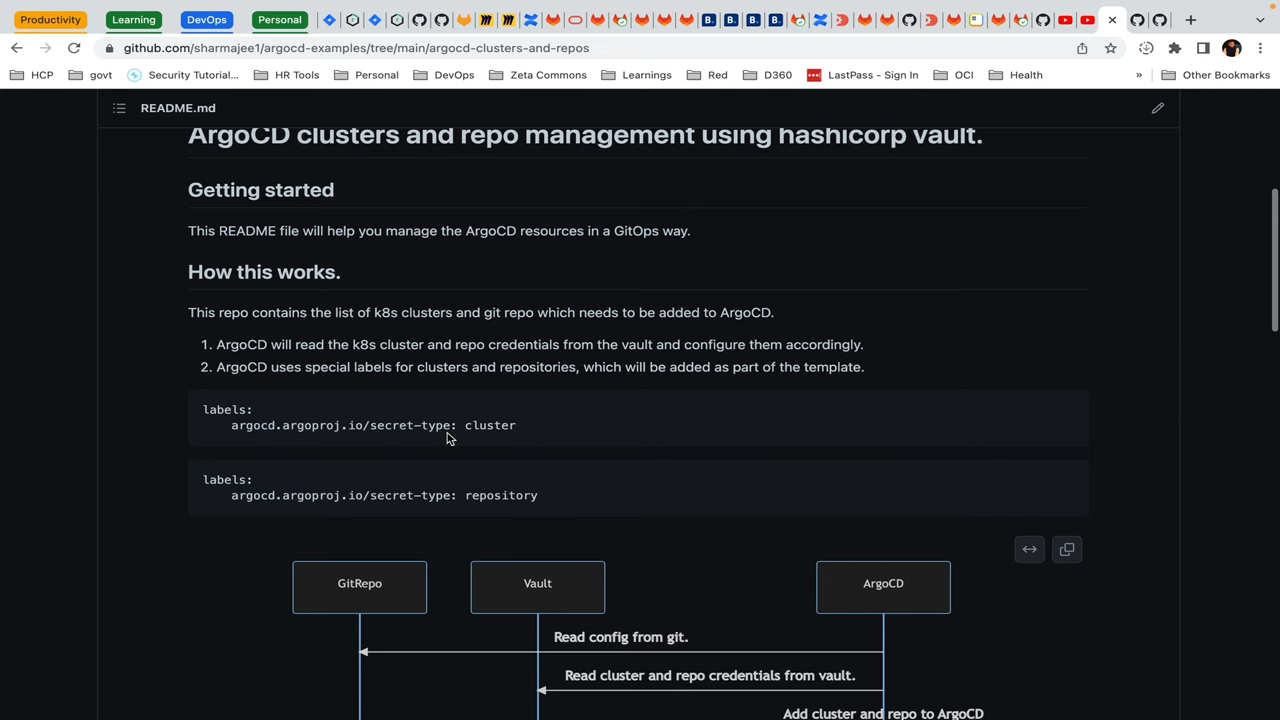 Productivity
Learning
DevOps
Personal
github.com/sharmajee1/argocd-examples/tree/main/argocd-clusters-and-repos
HCP
govt
Security Tutorial...
HR Tools
Personal
DevOps
Zeta Commons
Learnings
Red
D360
LastPass - Sign In
OCI
Health
»
Other Bookmarks
README.md
ArgoCD clusters and repo management using hashicorp vault.
Getting started
This README file will help you manage the ArgoCD resources in a GitOps way.
How this works.
This repo contains the list of k8s clusters and git repo which needs to be added to ArgoCD.
1. ArgoCD will read the k8s cluster and repo credentials from the vault and configure them accordingly.
2. ArgoCD uses special labels for clusters and repositories, which will be added as part of the template.
labels:
argocd.argoproj.io/secret-type: cluster
labels:
argocd.argoproj.io/secret-type: repository
GitRepo
Vault
ArgoCD
Read config from git.
Read cluster and repo credentials from vault.
Add cluster and repo to ArgoCD